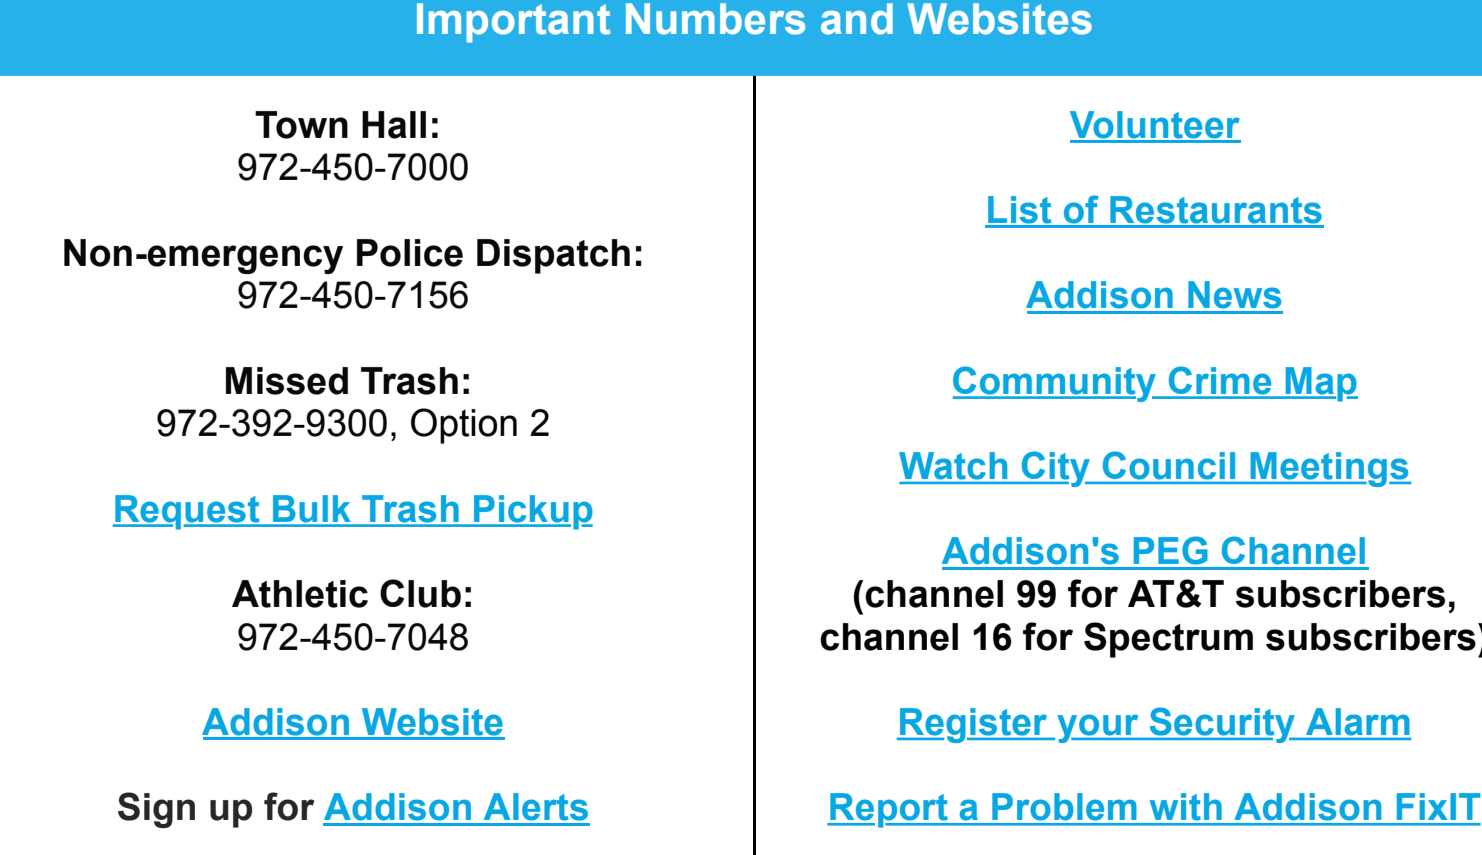 Important Numbers and Websites
Town Hall:
972-450-7000
Non-emergency Police Dispatch:
972-450-7156
Missed Trash:
972-392-9300, Option 2
Request Bulk Trash Pickup
Athletic Club:
972-450-7048
Addison Website
Sign up for Addison Alerts
Volunteer
List of Restaurants
Addison News
Community Crime Map
Watch City Council Meetings
Addison's PEG Channel
(channel 99 for AT&T subscribers,
channel 16 for Spectrum subscribers)
Register your Security Alarm
Report a Problem with Addison FixIT